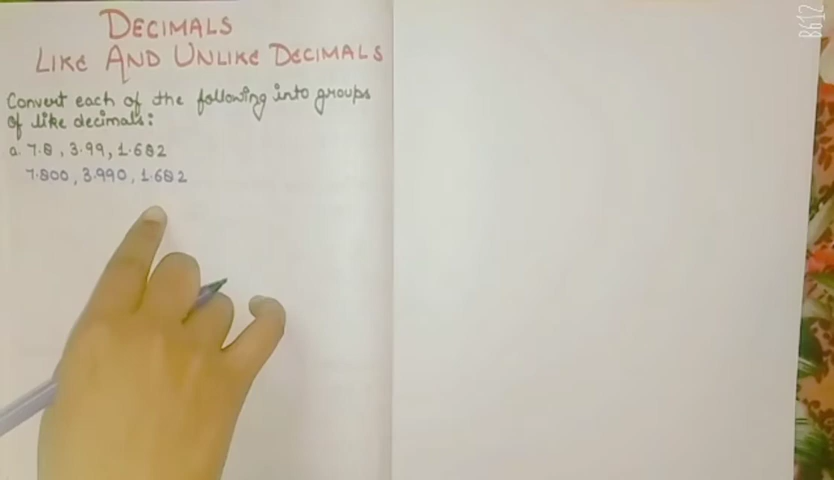 DECIMALS
LIKE AND UNLIKE DECIMALS
Convert each of the following into groups
of like decimals:
a. 7.8, 3.99, 1.682
7.800, 3.990, 1.682
B612